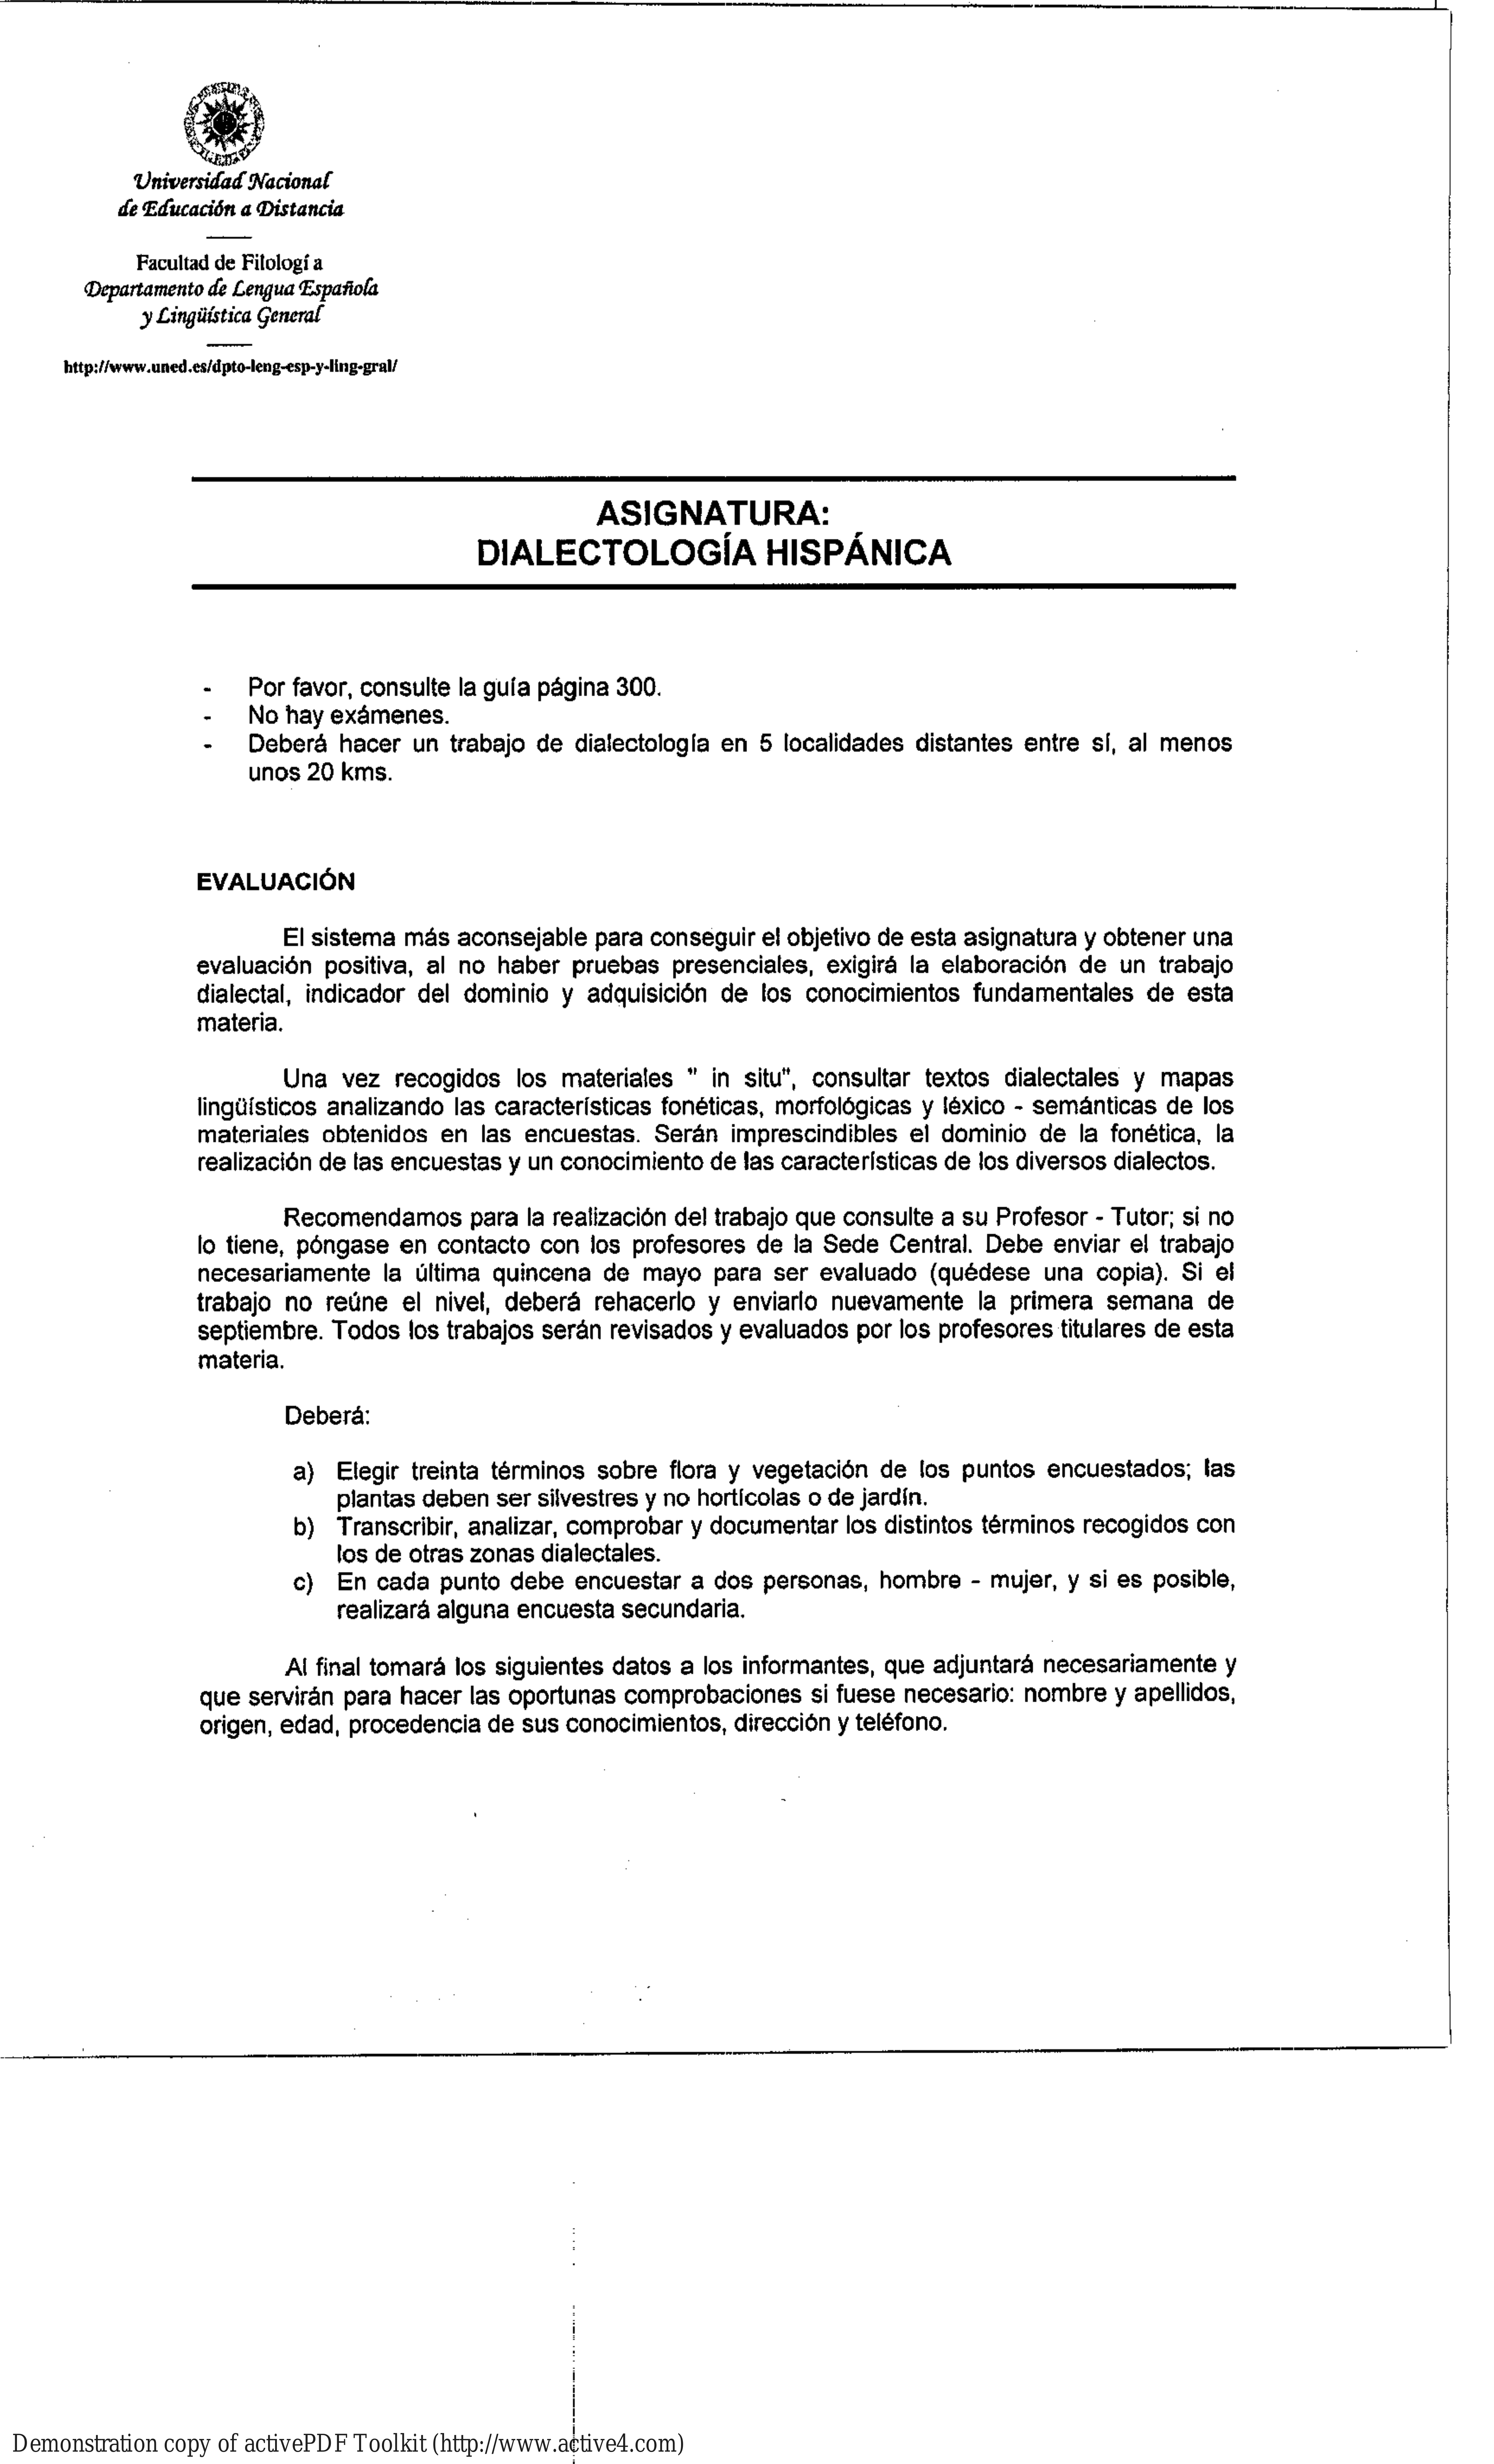 Universidad Nacional
de Educación a Distancia
Facultad de Filología
Departamento de Lengua Española
y Lingüística General
http://www.uned.es/dpto-leng-esp-y-ling-gral/
ASIGNATURA:
DIALECTOLOGÍA HISPÁNICA
- Por favor, consulte la guía página 300.
- No hay exámenes.
- Deberá hacer un trabajo de dialectología en 5 localidades distantes entre sí, al menos
unos 20 kms.
EVALUACIÓN
El sistema más aconsejable para conseguir el objetivo de esta asignatura y obtener una
evaluación positiva, al no haber pruebas presenciales, exigirá la elaboración de un trabajo
dialectal, indicador del dominio y adquisición de los conocimientos fundamentales de esta
materia.
Una vez recogidos los materiales " in situ", consultar textos dialectales y mapas
lingüísticos analizando las características fonéticas, morfológicas y léxico - semánticas de los
materiales obtenidos en las encuestas. Serán imprescindibles el dominio de la fonética, la
realización de las encuestas y un conocimiento de las características de los diversos dialectos.
Recomendamos para la realización del trabajo que consulte a su Profesor - Tutor; si no
lo tiene, póngase en contacto con los profesores de la Sede Central. Debe enviar el trabajo
necesariamente la última quincena de mayo para ser evaluado (quédese una copia). Si el
trabajo no reúne el nivel, deberá rehacerlo y enviarlo nuevamente la primera semana de
septiembre. Todos los trabajos serán revisados y evaluados por los profesores titulares de esta
materia.
Deberá:
a) Elegir treinta términos sobre flora y vegetación de los puntos encuestados; las
plantas deben ser silvestres y no hortícolas o de jardín.
b) Transcribir, analizar, comprobar y documentar los distintos términos recogidos con
los de otras zonas dialectales.
c) En cada punto debe encuestar a dos personas, hombre - mujer, y si es posible,
realizará alguna encuesta secundaria.
Al final tomará los siguientes datos a los informantes, que adjuntará necesariamente y
que servirán para hacer las oportunas comprobaciones si fuese necesario: nombre y apellidos,
origen, edad, procedencia de sus conocimientos, dirección y teléfono.
Demonstration copy of activePDF Toolkit (http://www.active4.com)